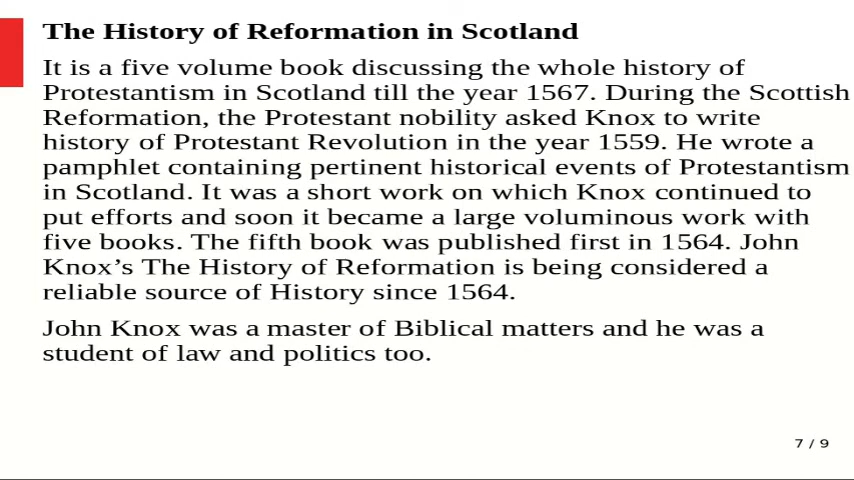 The History of Reformation in Scotland
It is a five volume book discussing the whole history of
Protestantism in Scotland till the year 1567. During the Scottish
Reformation, the Protestant nobility asked Knox to write
history of Protestant Revolution in the year 1559. He wrote a
pamphlet containing pertinent historical events of Protestantism
in Scotland. It was a short work on which Knox continued to
put efforts and soon it became a large voluminous work with
five books. The fifth book was published first in 1564. John
Knox’s The History of Reformation is being considered a
reliable source of History since 1564.
John Knox was a master of Biblical matters and he was a
student of law and politics too.
7 / 9